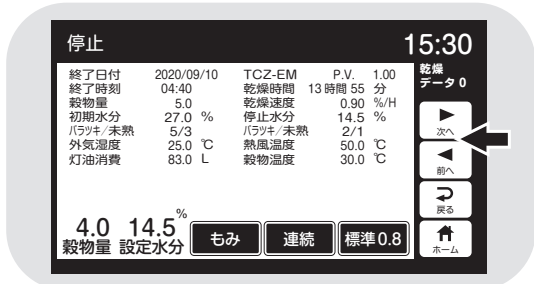 停止 15:30
終了日付 2020/09/10 TCZ-EM P.V. 1.00
終了時刻 04:40 乾燥時間 13時間 55 分
穀物量 5.0 乾燥速度 0.90 %/H
初期水分 27.0 % 停止水分 14.5 %
バラツキ/未熟 5/3 バラツキ/未熟 2/1
外気湿度 25.0 ℃ 熱風温度 50.0 ℃
灯油消費 83.0 L 穀物温度 30.0 ℃
乾燥
データ 0
次へ
前へ
戻る
ホーム
4.0 14.5%
穀物量 設定水分
もみ 連続 標準0.8